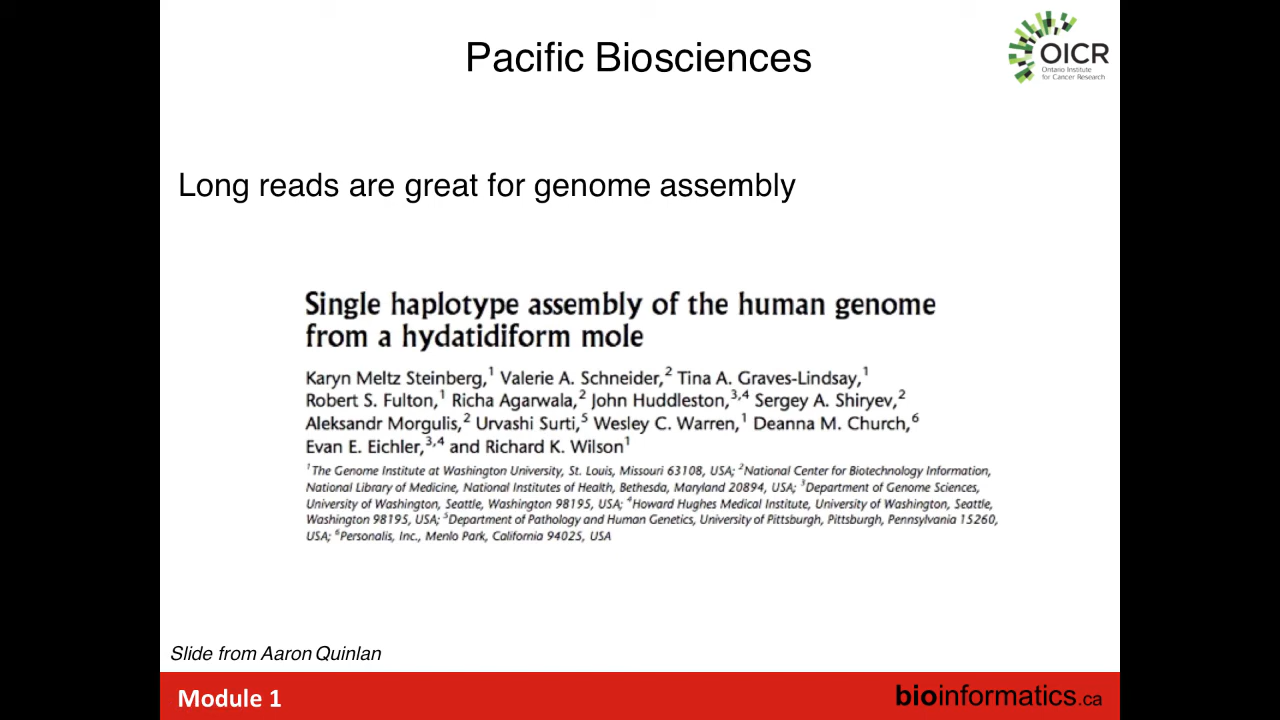 Pacific Biosciences
OICR
Ontario Institute
for Cancer Research
Long reads are great for genome assembly
Single haplotype assembly of the human genome
from a hydatidiform mole
Karyn Meltz Steinberg,¹ Valerie A. Schneider,² Tina A. Graves-Lindsay,¹
Robert S. Fulton,¹ Richa Agarwala,² John Huddleston,³,⁴ Sergey A. Shiryev,²
Aleksandr Morgulis,² Urvashi Surti,⁵ Wesley C. Warren,¹ Deanna M. Church,⁶
Evan E. Eichler,³,⁴ and Richard K. Wilson¹
¹The Genome Institute at Washington University, St. Louis, Missouri 63108, USA; ²National Center for Biotechnology Information,
National Library of Medicine, National Institutes of Health, Bethesda, Maryland 20894, USA; ³Department of Genome Sciences,
University of Washington, Seattle, Washington 98195, USA; ⁴Howard Hughes Medical Institute, University of Washington, Seattle,
Washington 98195, USA; ⁵Department of Pathology and Human Genetics, University of Pittsburgh, Pittsburgh, Pennsylvania 15260,
USA; ⁶Personalis, Inc., Menlo Park, California 94025, USA
Slide from Aaron Quinlan
Module 1
bioinformatics.ca